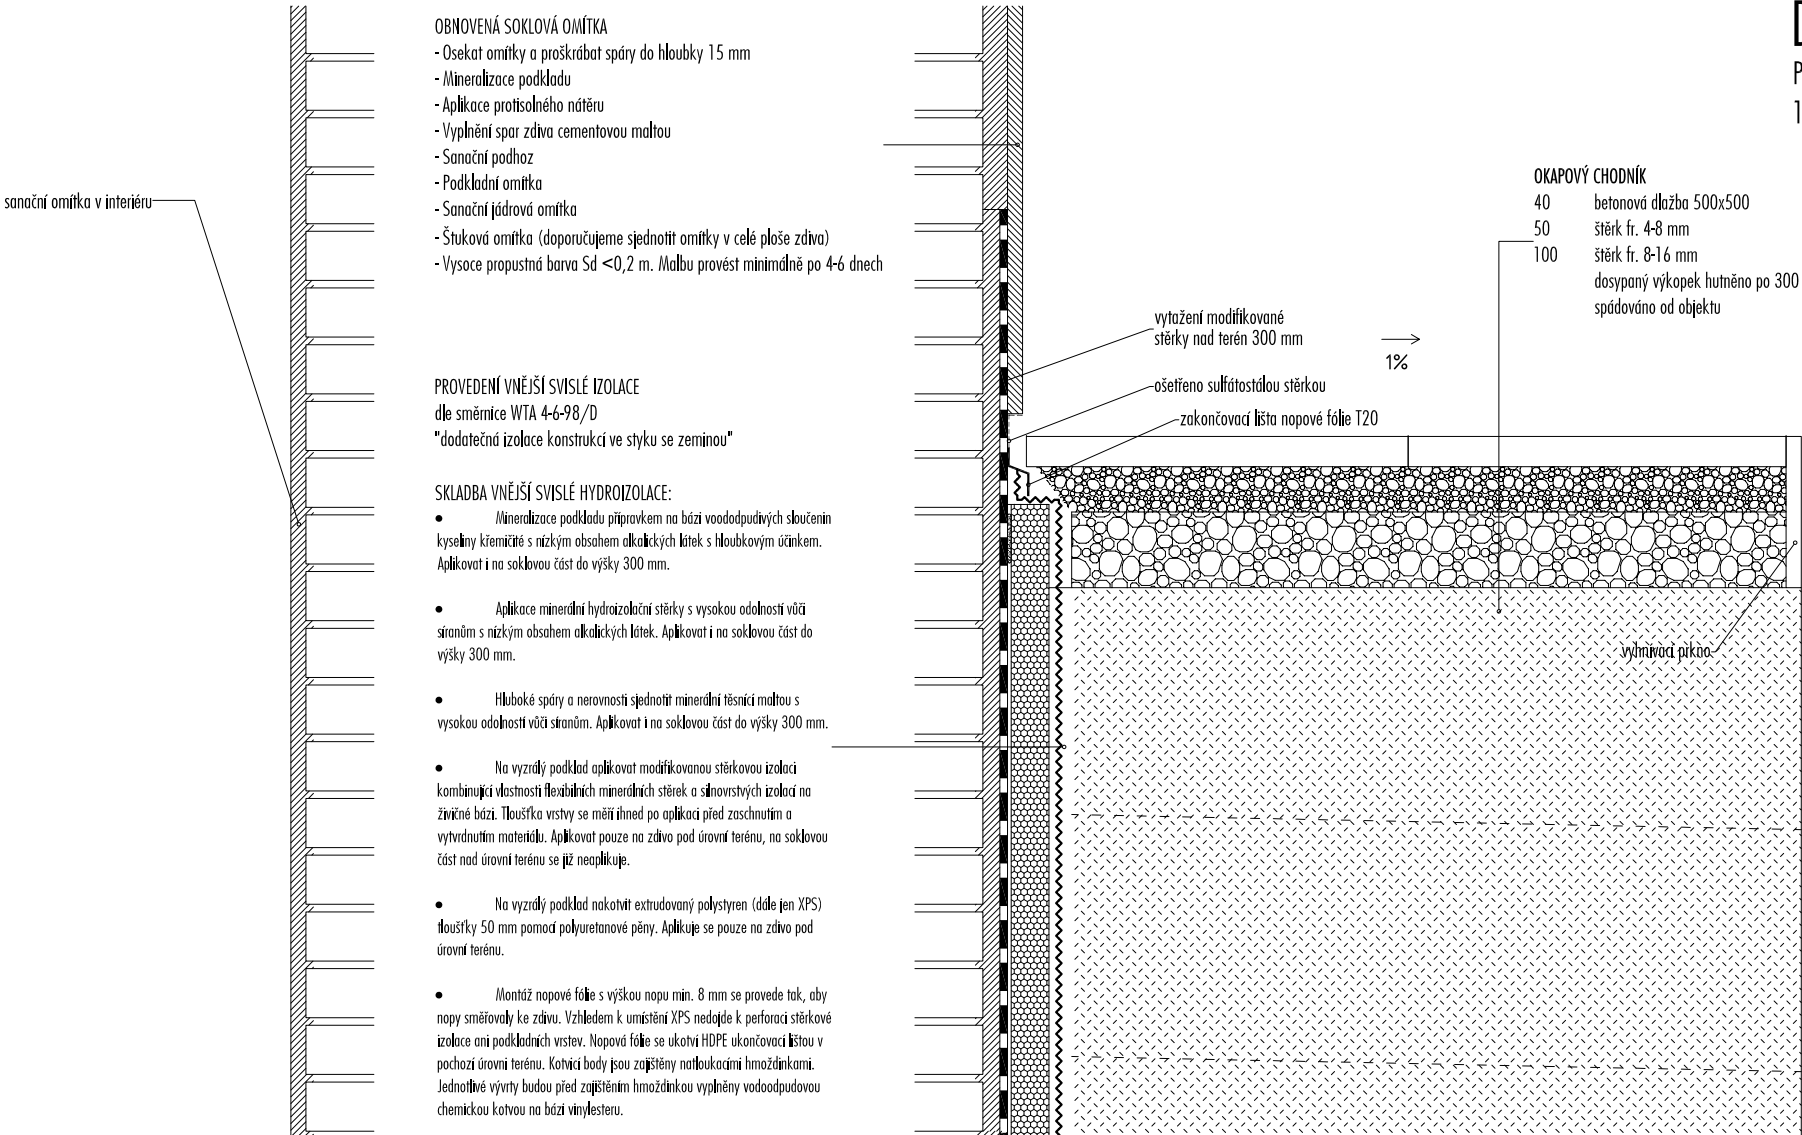 OBNOVENÁ SOKLOVÁ OMÍTKA
- Osekat omítky a proškrábat spáry do hloubky 15 mm
- Mineralizace podkladu
- Aplikace protisolného nátěru
- Vyplnění spar zdiva cementovou maltou
- Sanační podhoz
- Podkladní omítka
- Sanační jádrová omítka
- Štuková omítka (doporučujeme sjednotit omítky v celé ploše zdiva)
- Vysoce propustná barva Sd <0,2 m. Malbu provést minimálně po 4-6 dnech
sanační omítka v interiéru
PROVEDENÍ VNĚJŠÍ SVISLÉ IZOLACE
dle směrnice WTA 4-6-98/D
"dodatečná izolace konstrukcí ve styku se zeminou"
SKLADBA VNĚJŠÍ SVISLÉ HYDROIZOLACE:
● Mineralizace podkladu přípravkem na bázi voododpudivých sloučenin
kyseliny křemičité s nízkým obsahem alkalických látek s hloubkovým účinkem.
Aplikovat i na soklovou část do výšky 300 mm.
● Aplikace minerální hydroizolační stěrky s vysokou odolností vůči
síranům s nízkým obsahem alkalických látek. Aplikovat i na soklovou část do
výšky 300 mm.
● Hluboké spáry a nerovnosti sjednotit minerální těsnící maltou s
vysokou odolností vůči síranům. Aplikovat i na soklovou část do výšky 300 mm.
● Na vyzrálý podklad aplikovat modifikovanou stěrkovou izolaci
kombinující vlastnosti flexibilních minerálních stěrek a silnovrstvých izolací na
živičné bázi. Tloušťka vrstvy se měří ihned po aplikaci před zaschnutím a
vytvrdnutím materiálu. Aplikovat pouze na zdivo pod úrovní terénu, na soklovou
část nad úrovní terénu se již neaplikuje.
● Na vyzrálý podklad nakotvit extrudovaný polystyren (dále jen XPS)
tloušťky 50 mm pomocí polyuretanové pěny. Aplikuje se pouze na zdivo pod
úrovní terénu.
● Montáž nopové fólie s výškou nopu min. 8 mm se provede tak, aby
nopy směřovaly ke zdivu. Vzhledem k umístění XPS nedojde k perforaci stěrkové
izolace ani podkladních vrstev. Nopová fólie se ukotví HDPE ukončovací lištou v
pochozí úrovni terénu. Kotvící body jsou zajištěny natloukacími hmoždinkami.
Jednotlivé vývrty budou před zajištěním hmoždinkou vyplněny vodoodpudovou
chemickou kotvou na bázi vinylesteru.
vytažení modifikované
stěrky nad terén 300 mm
ošetřeno sulfátostálou stěrkou
zakončovací lišta nopové fólie T20
1%
P
1
OKAPOVÝ CHODNÍK
40 betonová dlažba 500x500
50 štěrk fr. 4-8 mm
100 štěrk fr. 8-16 mm
dosypaný výkopek hutněno po 300
spádováno od objektu
vyhnívací prkno